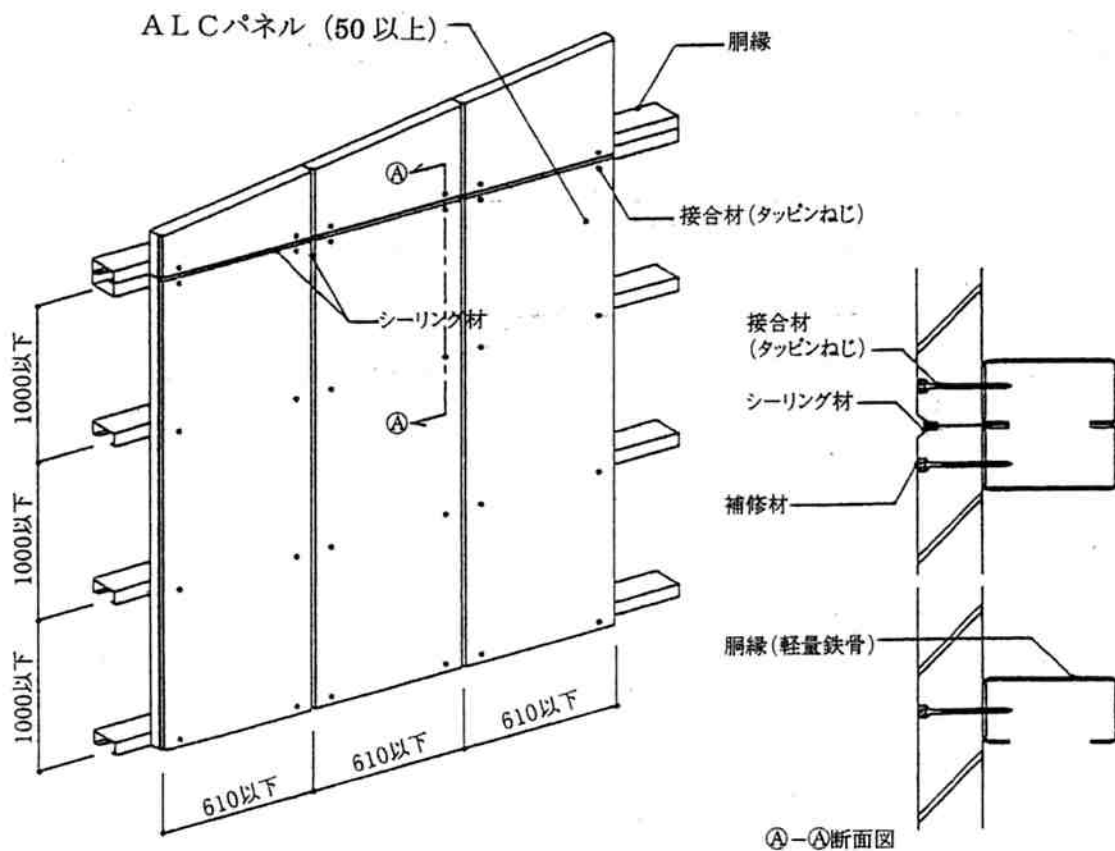 ＡＬＣパネル（50以上）
胴縁
Ⓐ
接合材（タッピンねじ）
シーリング材
Ⓐ
1000以下
1000以下
1000以下
610以下
610以下
610以下
接合材
（タッピンねじ）
シーリング材
補修材
胴縁（軽量鉄骨）
Ⓐ－Ⓐ断面図